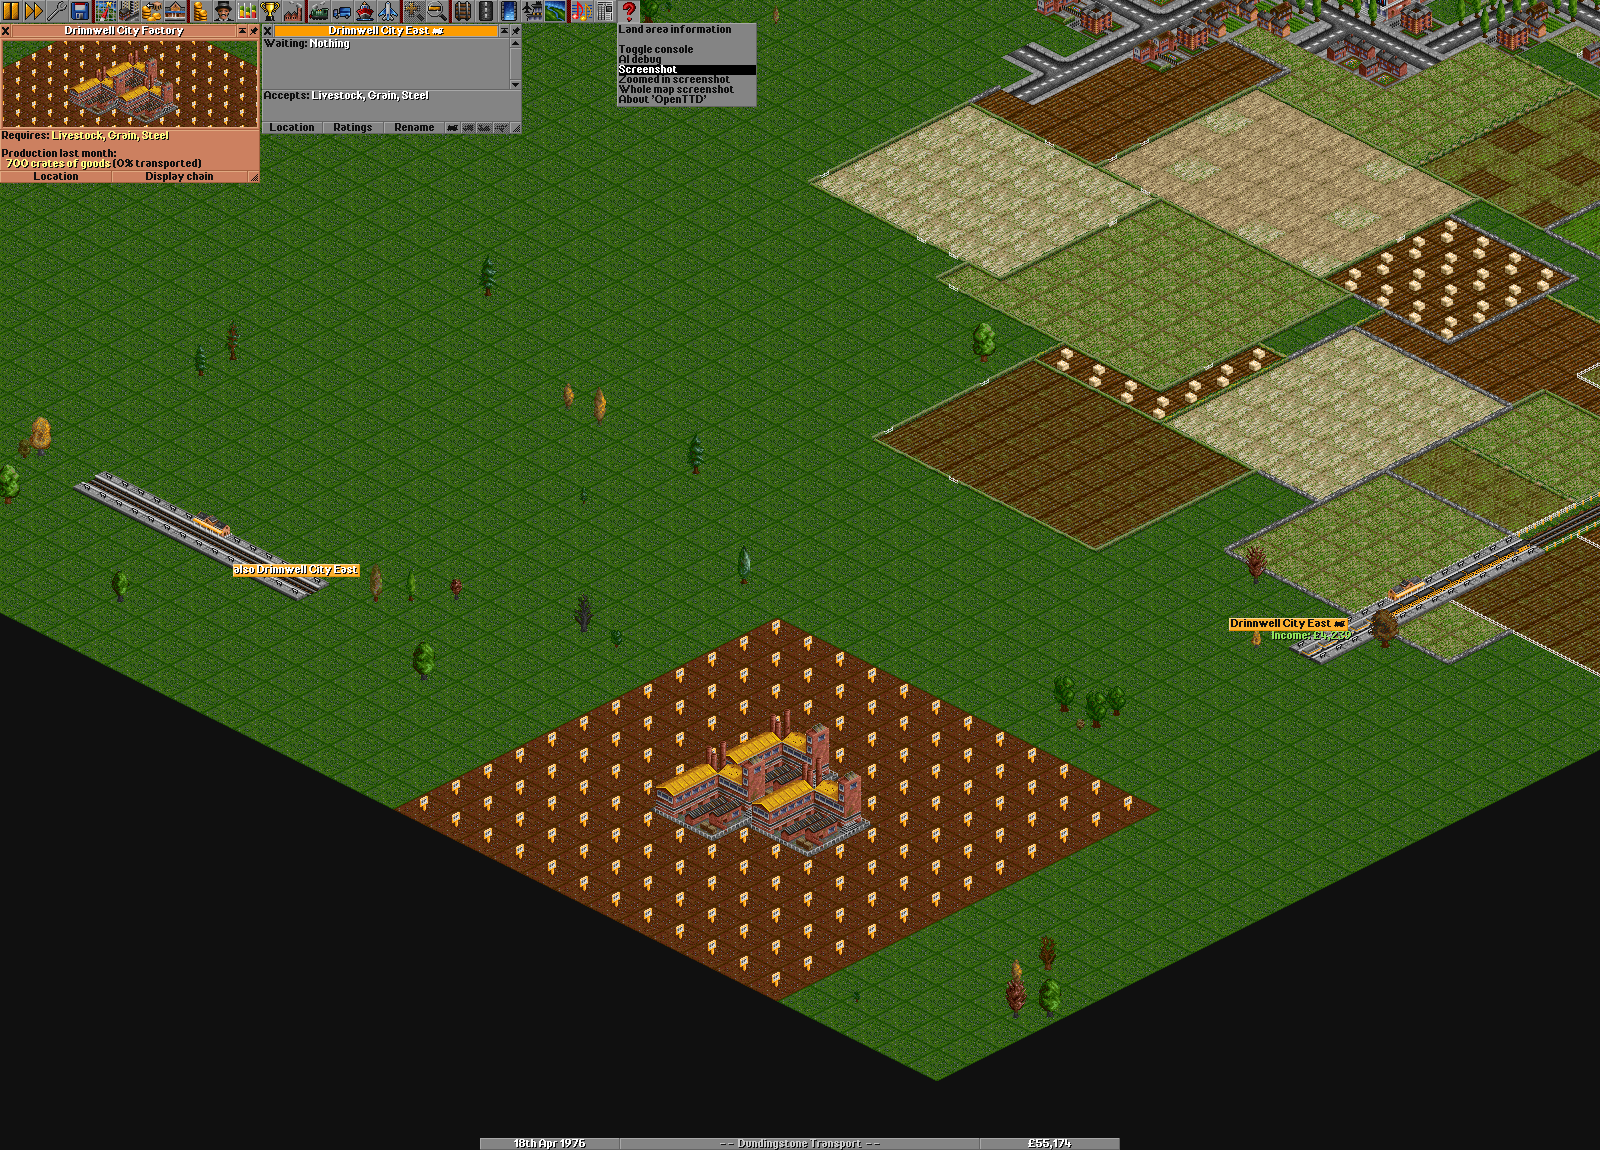 Drinnwell City Factory
Requires: Livestock, Grain, Steel
Production last month:
700 crates of goods (0% transported)
Location
Display chain
Drinnwell City East
Waiting: Nothing
Accepts: Livestock, Grain, Steel
Location
Ratings
Rename
Land area information
Toggle console
AI debug
Screenshot
Zoomed in screenshot
Whole map screenshot
About 'OpenTTD'
also Drinnwell City East
Drinnwell City East
Income: £4,239
18th Apr 1976
-- Dundingstone Transport --
£55,174